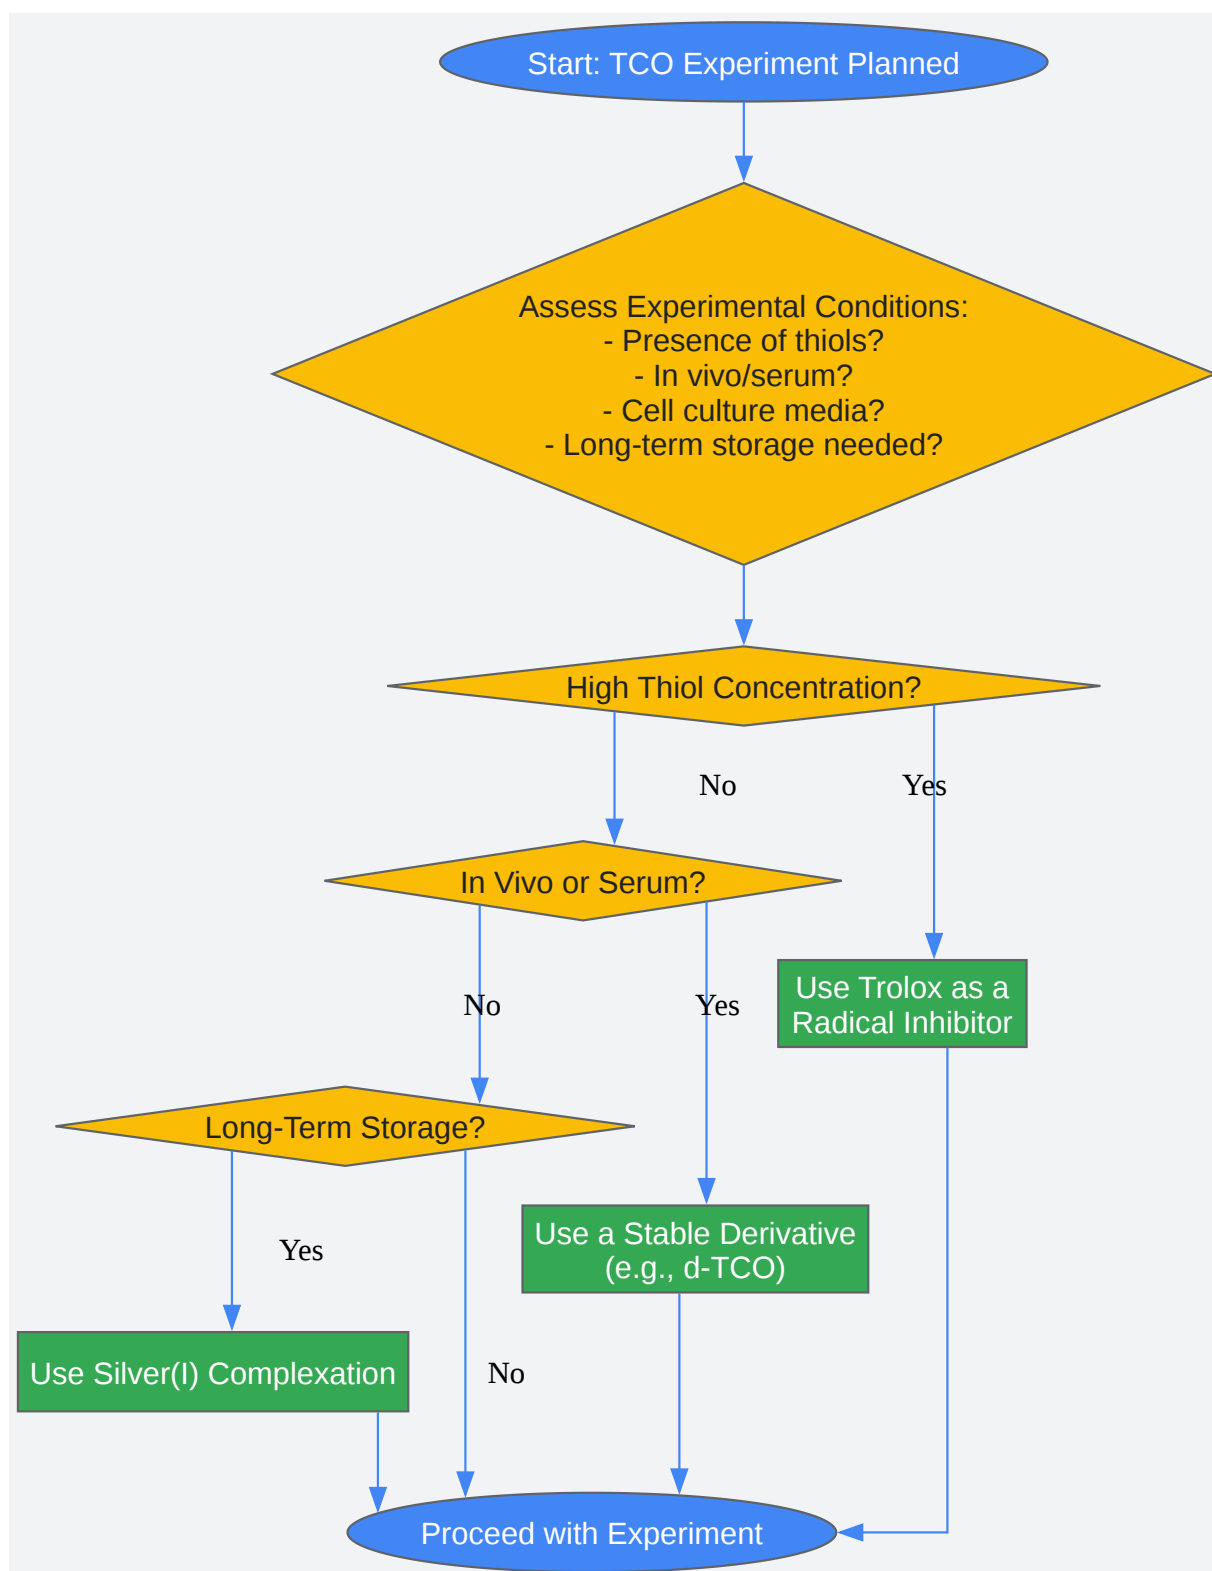 Start: TCO Experiment Planned
Assess Experimental Conditions:
- Presence of thiols?
- In vivo/serum?
- Cell culture media?
- Long-term storage needed?
High Thiol Concentration?
No
Yes
In Vivo or Serum?
Use Trolox as a
Radical Inhibitor
No
Yes
Long-Term Storage?
Use a Stable Derivative
(e.g., d-TCO)
Yes
Use Silver(I) Complexation
No
Proceed with Experiment